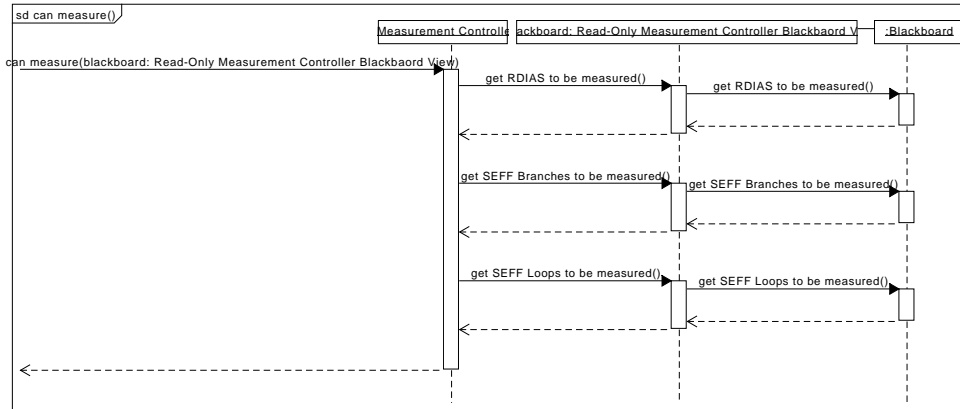 sd can measure()
Measurement Controlle
ackboard: Read-Only Measurement Controller Blackboard V
:Blackboard
can measure(blackboard: Read-Only Measurement Controller Blackbaord View)
get RDIAS to be measured()
get RDIAS to be measured()
get SEFF Branches to be measured()
get SEFF Branches to be measured()
get SEFF Loops to be measured()
get SEFF Loops to be measured()